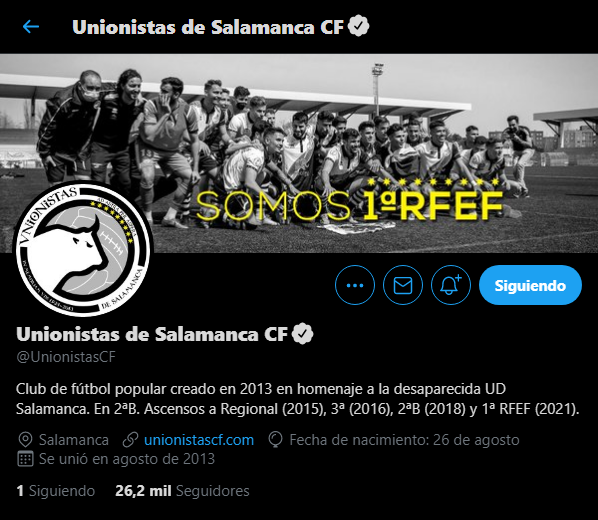 Unionistas de Salamanca CF
SOMOS 1ªRFEF
UNIONISTAS
DE SALAMANCA
Siguiendo
Unionistas de Salamanca CF
@UnionistasCF
Club de fútbol popular creado en 2013 en homenaje a la desaparecida UD
Salamanca. En 2ªB. Ascensos a Regional (2015), 3ª (2016), 2ªB (2018) y 1ª RFEF (2021).
Salamanca unionistascf.com Fecha de nacimiento: 26 de agosto
Se unió en agosto de 2013
1 Siguiendo 26,2 mil Seguidores